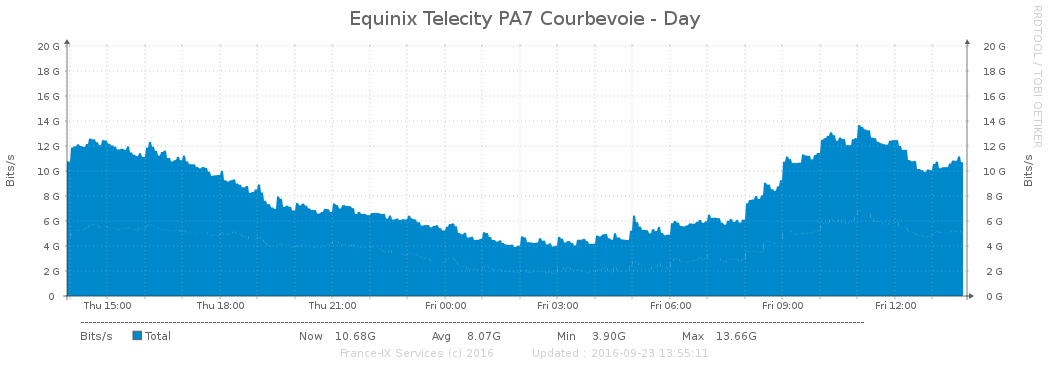 Equinix Telecity PA7 Courbevoie - Day
RRDTOOL / TOBI OETIKER
Bits/s
20 G
18 G
16 G
14 G
12 G
10 G
8 G
6 G
4 G
2 G
0
20 G
18 G
16 G
14 G
12 G
10 G
8 G
6 G
4 G
2 G
0 G
Bits/s
Thu 15:00 Thu 18:00 Thu 21:00 Fri 00:00 Fri 03:00 Fri 06:00 Fri 09:00 Fri 12:00
Bits/s Total Now 10.68G Avg 8.07G Min 3.90G Max 13.66G
France-IX Services (c) 2016 Updated : 2016-09-23 13:55:11